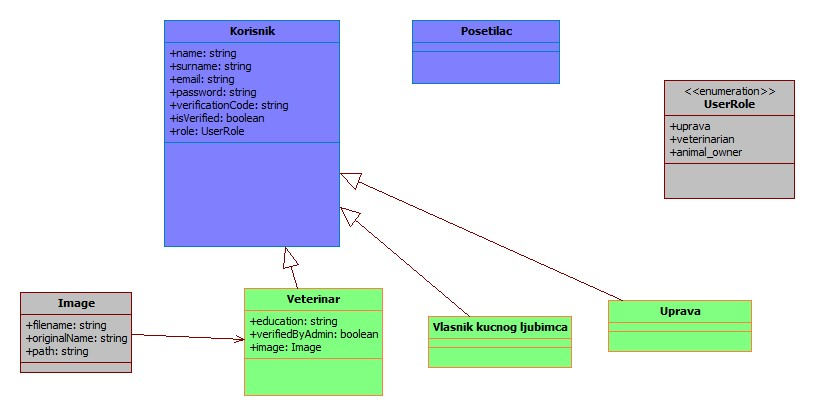 Korisnik
+name: string
+surname: string
+email: string
+password: string
+verificationCode: string
+isVerified: boolean
+role: UserRole
Posetilac
<<enumeration>>
UserRole
+uprava
+veterinarian
+animal_owner
Image
+filename: string
+originalName: string
+path: string
Veterinar
+education: string
+verifiedByAdmin: boolean
+image: Image
Vlasnik kucnog ljubimca
Uprava